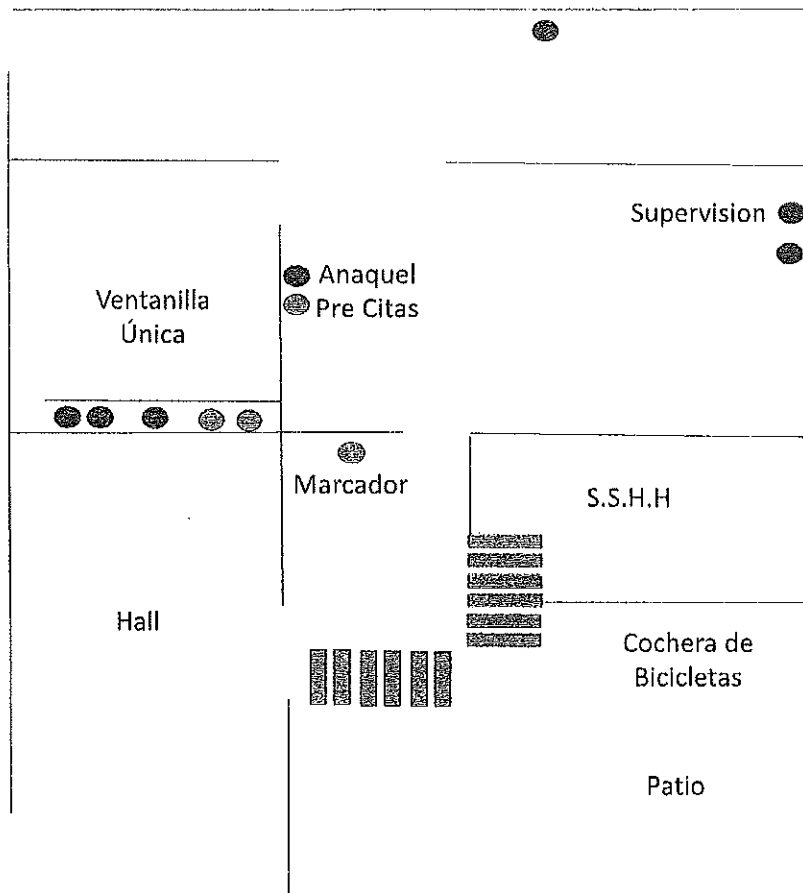 Supervision
Anaquel
Pre Citas
Ventanilla
Única
Marcador
S.S.H.H
Hall
Cochera de
Bicicletas
Patio